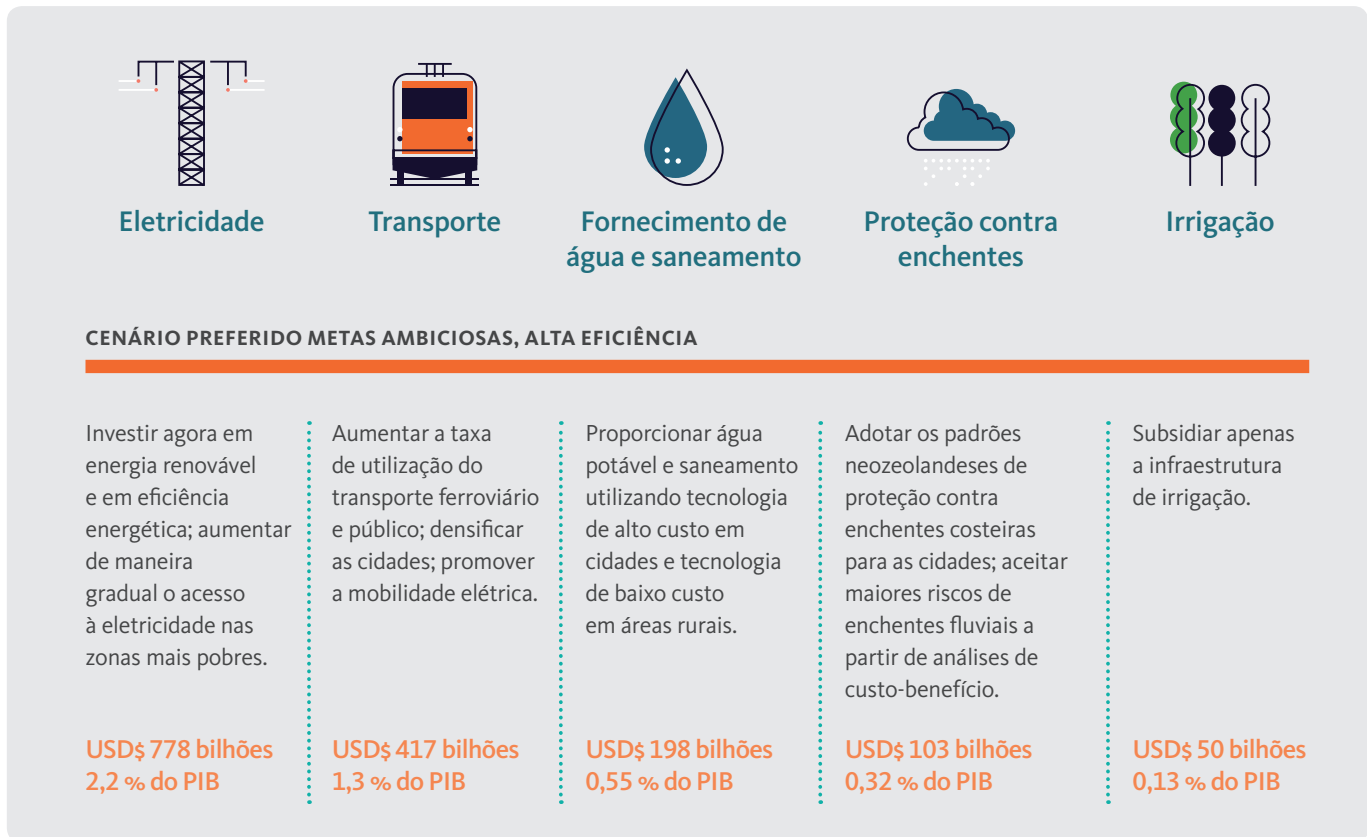 Eletricidade
Transporte
Fornecimento de
água e saneamento
Proteção contra
enchentes
Irrigação
CENÁRIO PREFERIDO METAS AMBICIOSAS, ALTA EFICIÊNCIA
Investir agora em
energia renovável
e em eficiência
energética; aumentar
de maneira
gradual o acesso
à eletricidade nas
zonas mais pobres.
USD$ 778 bilhões
2,2 % do PIB
Aumentar a taxa
de utilização do
transporte ferroviário
e público; densificar
as cidades; promover
a mobilidade elétrica.
USD$ 417 bilhões
1,3 % do PIB
Proporcionar água
potável e saneamento
utilizando tecnologia
de alto custo em
cidades e tecnologia
de baixo custo
em áreas rurais.
USD$ 198 bilhões
0,55 % do PIB
Adotar os padrões
neozeolandeses de
proteção contra
enchentes costeiras
para as cidades; aceitar
maiores riscos de
enchentes fluviais a
partir de análises de
custo-benefício.
USD$ 103 bilhões
0,32 % do PIB
Subsidiar apenas
a infraestrutura
de irrigação.
USD$ 50 bilhões
0,13 % do PIB